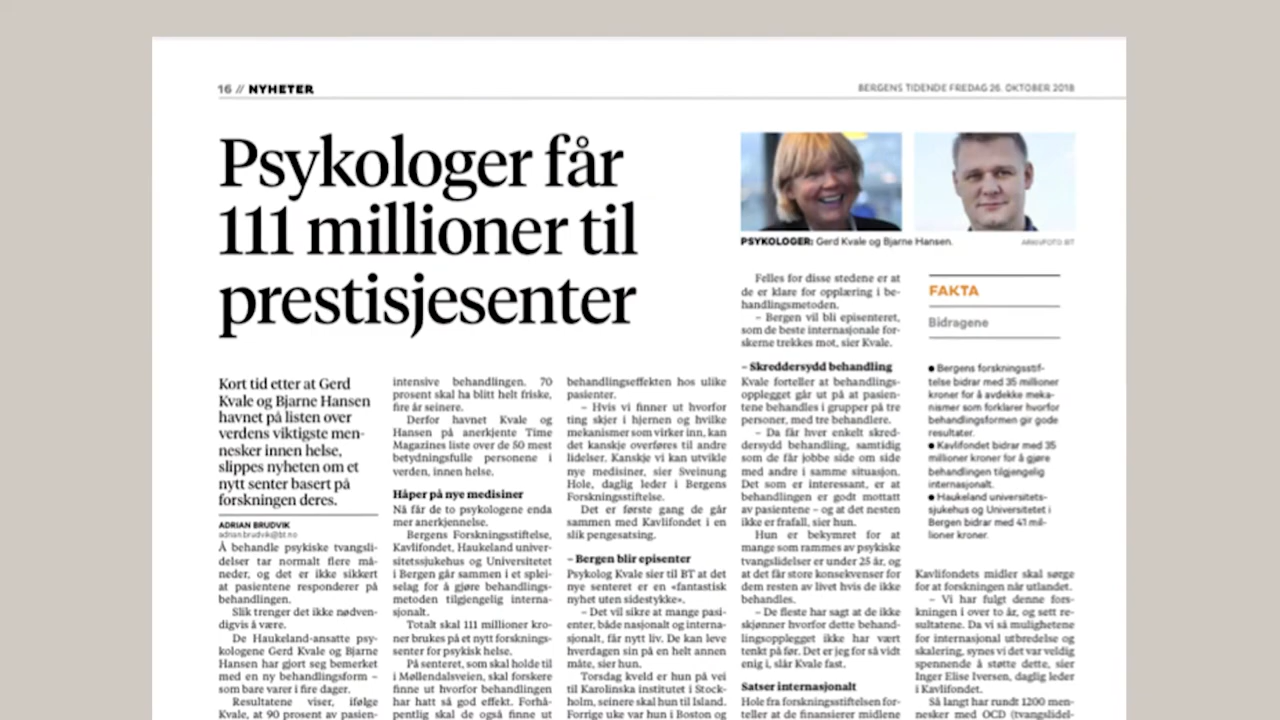 16 // NYHETER
BERGENS TIDENDE FREDAG 26. OKTOBER 2018
Psykologer får
111 millioner til
prestisjesenter
PSYKOLOGER: Gerd Kvale og Bjarne Hansen.
ARKIVFOTO BT
Kort tid etter at Gerd
Kvale og Bjarne Hansen
havnet på listen over
verdens viktigste men-
nesker innen helse,
slippes nyheten om et
nytt senter basert på
forskningen deres.
ADRIAN BRUDVIK
adrian.brudvik@bt.no
Å behandle psykiske tvangsli-
delser tar normalt flere må-
neder, og det er ikke sikkert
at pasientene responderer på
behandlingen.
Slik trenger det ikke nødven-
digvis å være.
De Haukeland-ansatte psy-
kologene Gerd Kvale og Bjarne
Hansen har gjort seg bemerket
med en ny behandlingsform –
som bare varer i fire dager.
Resultatene viser, ifølge
Kvale, at 90 prosent av pasien-
intensive behandlingen. 70
prosent skal ha blitt helt friske,
fire år seinere.
Derfor havnet Kvale og
Hansen på anerkjente Time
Magazines liste over de 50 mest
betydningsfulle personene i
verden, innen helse.
Håper på nye medisiner
Nå får de to psykologene enda
mer anerkjennelse.
Bergens Forskningsstiftelse,
Kavlifondet, Haukeland univer-
sitetssjukehus og Universitetet
i Bergen går sammen i et splei-
selag for å gjøre behandlings-
metoden tilgjengelig interna-
sjonalt.
Totalt skal 111 millioner kro-
ner brukes på et nytt forsknings-
senter for psykisk helse.
På senteret, som skal holde til
i Møllendalsveien, skal forskere
finne ut hvorfor behandlingen
har hatt så god effekt. Forhå-
pentlig skal de også finne ut
behandlingseffekten hos ulike
pasienter.
– Hvis vi finner ut hvorfor
ting skjer i hjernen og hvilke
mekanismer som virker inn, kan
det kanskje overføres til andre
lidelser. Kanskje vi kan utvikle
nye medisiner, sier Sveinung
Hole, daglig leder i Bergens
Forskningsstiftelse.
Det er første gang de går
sammen med Kavlifondet i en
slik pengesatsing.
– Bergen blir episenter
Psykolog Kvale sier til BT at det
nye senteret er en «fantastisk
nyhet uten sidestykke».
– Det vil sikre at mange pasi-
enter, både nasjonalt og interna-
sjonalt, får nytt liv. De kan leve
hverdagen sin på en helt annen
måte, sier hun.
Torsdag kveld er hun på vei
til Karolinska institutet i Stock-
holm, seinere skal hun til Island.
Forrige uke var hun i Boston og
Felles for disse stedene er at
de er klare for opplæring i be-
handlingsmetoden.
– Bergen vil bli episenteret,
som de beste internasjonale for-
skerne trekkes mot, sier Kvale.
– Skreddersydd behandling
Kvale forteller at behandlings-
opplegget går ut på at pasien-
tene behandles i grupper på tre
personer, med tre behandlere.
– Da får hver enkelt skred-
dersydd behandling, samtidig
som de får jobbe side om side
med andre i samme situasjon.
Det som er interessant, er at
behandlingen er godt mottatt
av pasientene – og at det nesten
ikke er frafall, sier hun.
Hun er bekymret for at
mange som rammes av psykiske
tvangslidelser er under 25 år, og
at det får store konsekvenser for
dem resten av livet hvis de ikke
behandles.
– De fleste har sagt at de ikke
skjønner hvorfor dette behand-
lingsopplegget ikke har vært
tenkt på før. Det er jeg for så vidt
enig i, slår Kvale fast.
Satser internasjonalt
Hole fra forskningsstiftelsen for-
teller at de finansierer midlene
FAKTA
Bidragene
● Bergens forskningsstif-
telse bidrar med 35 millioner
kroner for å avdekke meka-
nismer som forklarer hvorfor
behandlingsformen gir gode
resultater.
● Kavlifondet bidrar med 35
millioner kroner for å gjøre
behandlingen tilgjengelig
internasjonalt.
● Haukeland universitets-
sjukehus og Universitetet i
Bergen bidrar med 41 mil-
lioner kroner.
Kavlifondets midler skal sørge
for at forskningen når utlandet.
– Vi har fulgt denne fors-
kningen i over to år, og sett re-
sultatene. Da vi så mulighetene
for internasjonal utbredelse og
skalering, synes vi det var veldig
spennende å støtte dette, sier
Inger Elise Iversen, daglig leder
i Kavlifondet.
Så langt har rundt 1200 men-
nesker med OCD (tvangslidel-